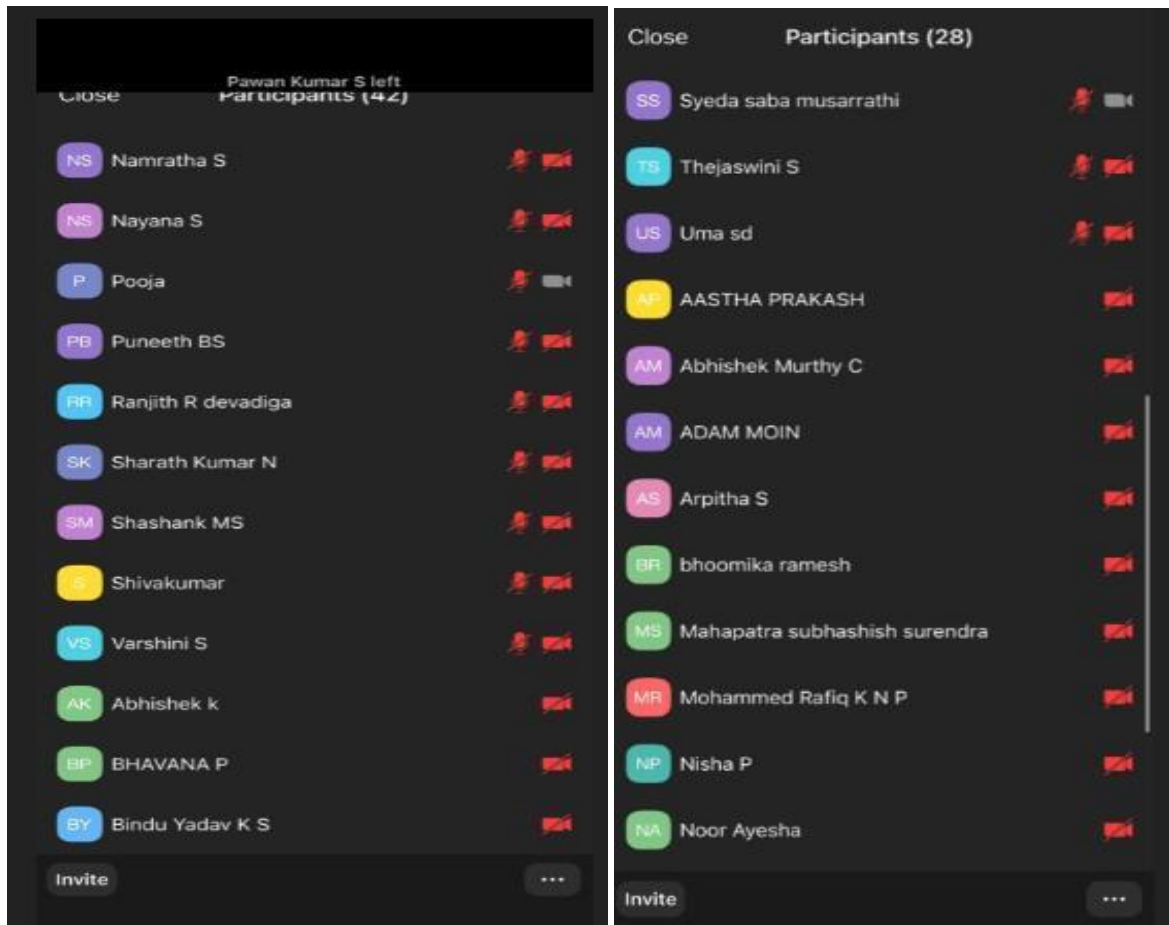 Pawan Kumar S left
Close Participants (42)
NS Namratha S
NS Nayana S
P Pooja
PB Puneeth BS
RR Ranjith R devadiga
SK Sharath Kumar N
SM Shashank MS
S Shivakumar
VS Varshini S
AK Abhishek k
BP BHAVANA P
BY Bindu Yadav K S
Invite
Close Participants (28)
SS Syeda saba musarrathi
TS Thejaswini S
US Uma sd
AP AASTHA PRAKASH
AM Abhishek Murthy C
AM ADAM MOIN
AS Arpitha S
BR bhoomika ramesh
MS Mahapatra subhashish surendra
MR Mohammed Rafiq K N P
NP Nisha P
NA Noor Ayesha
Invite